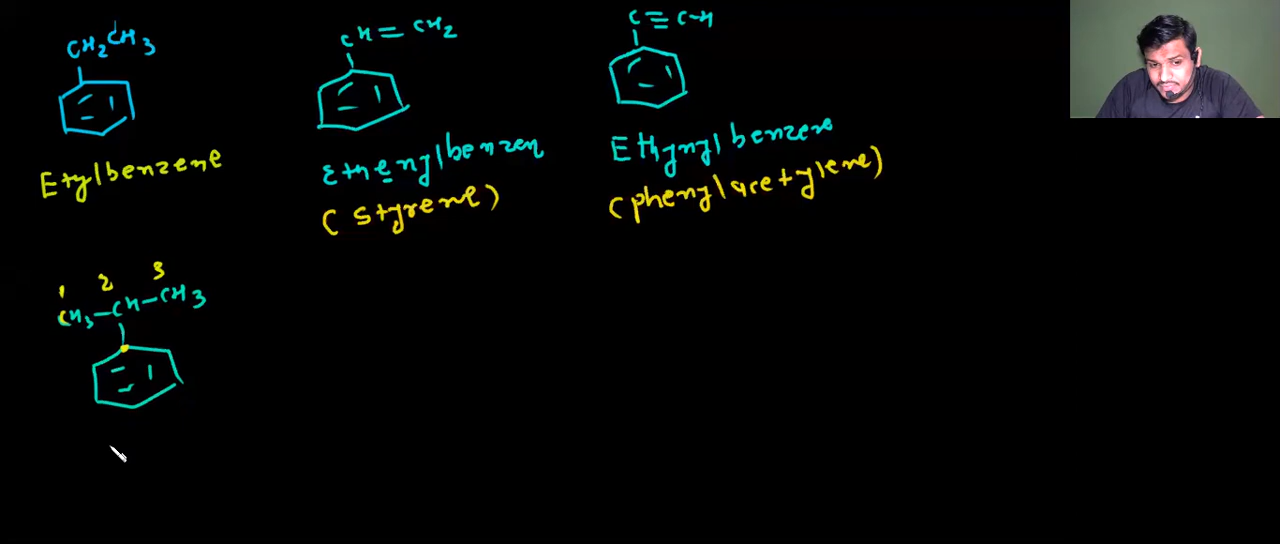 CH2CH3
CH=CH2
C≡C-H
Etylbenzene
Ethenylbenzen
Ethynylbenzene
(styrene)
(phenylacetylene)
1 2 3
CH3-CH-CH3